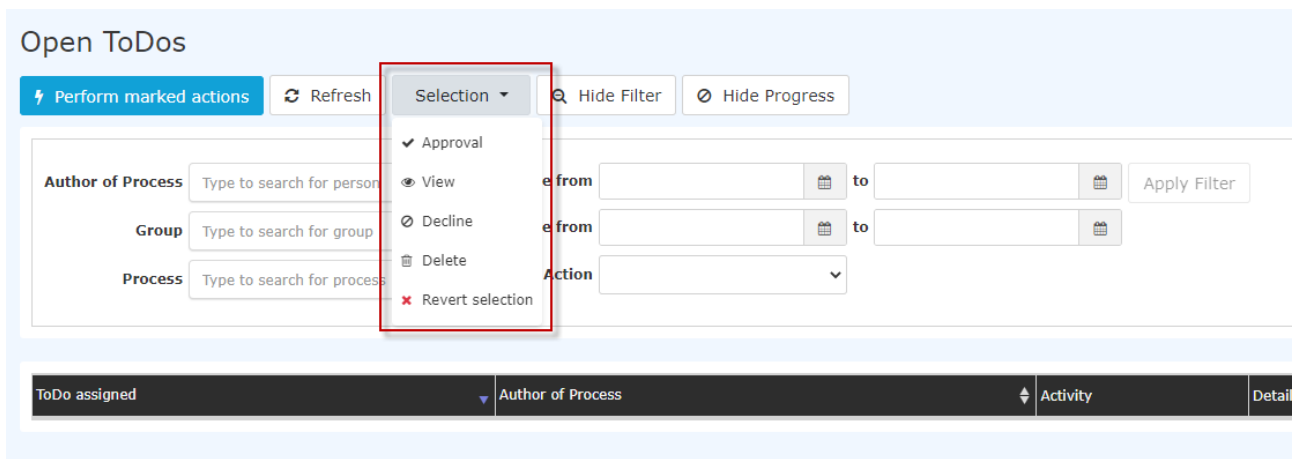 Open ToDos
Perform marked actions Refresh Selection Hide Filter Hide Progress
Approval
Author of Process Type to search for person View e from to Apply Filter
Decline
Group Type to search for group e from to
Delete
Process Type to search for process Action
Revert selection
ToDo assigned Author of Process Activity Detail